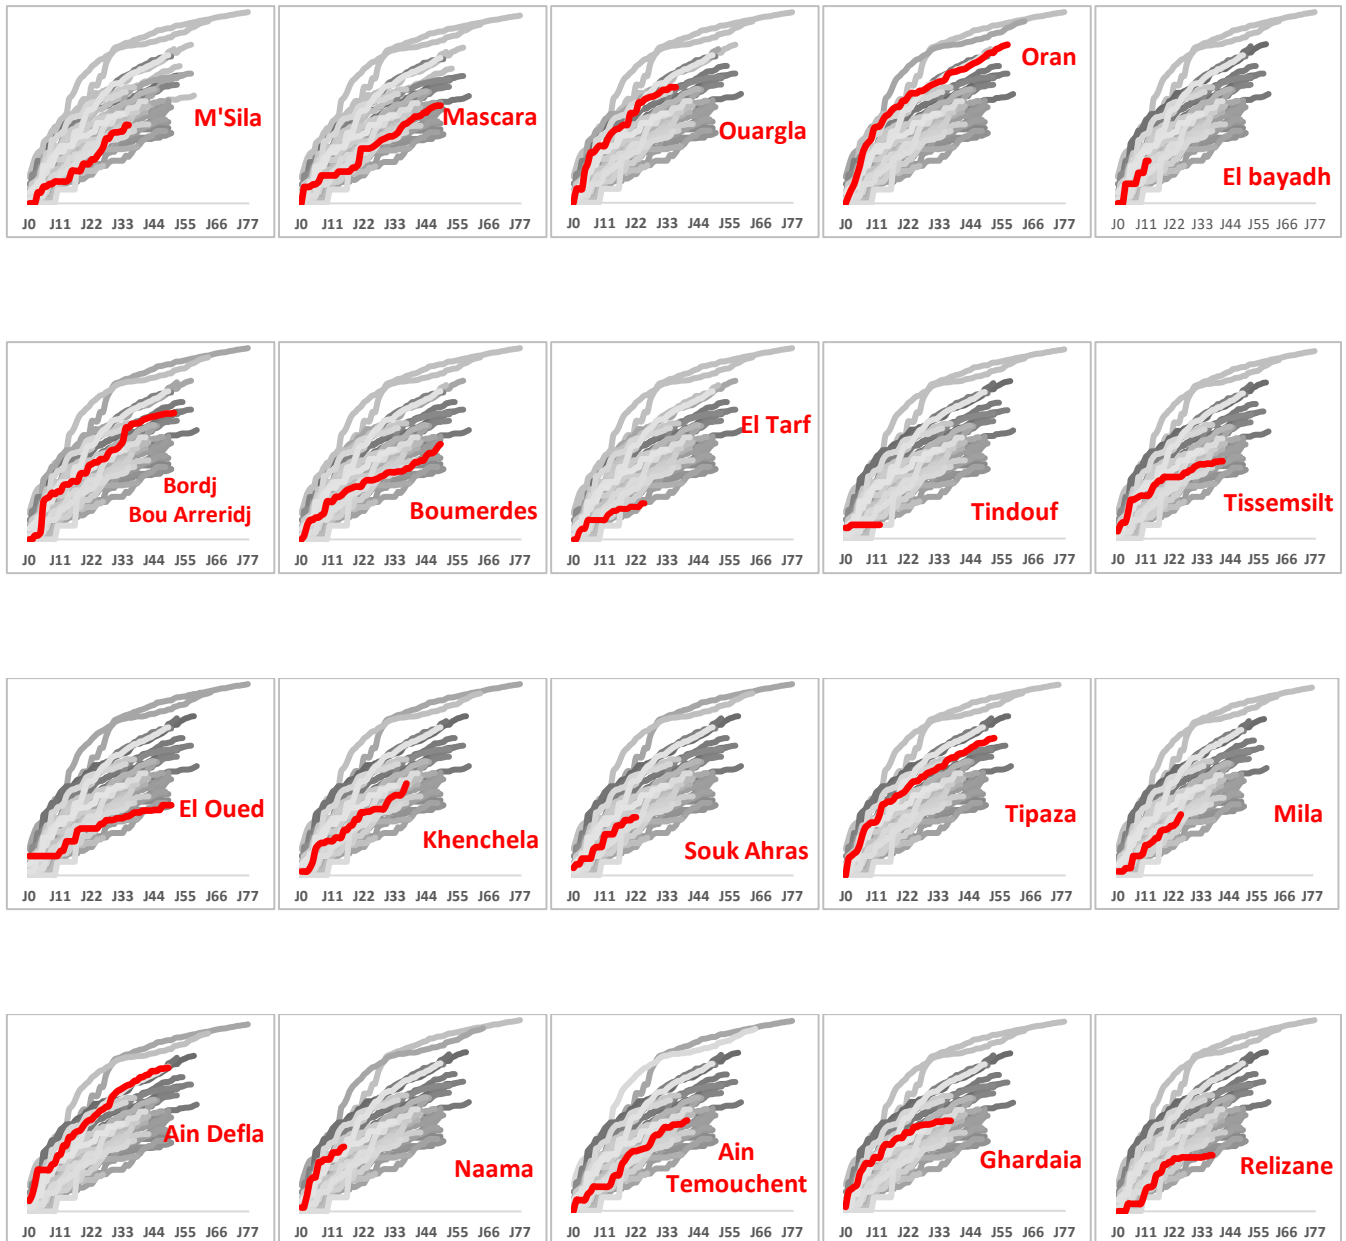 M'Sila
J0 J11 J22 J33 J44 J55 J66 J77
Mascara
J0 J11 J22 J33 J44 J55 J66 J77
Ouargla
J0 J11 J22 J33 J44 J55 J66 J77
Oran
J0 J11 J22 J33 J44 J55 J66 J77
El bayadh
J0 J11 J22 J33 J44 J55 J66 J77
Bordj
Bou Arreridj
J0 J11 J22 J33 J44 J55 J66 J77
Boumerdes
J0 J11 J22 J33 J44 J55 J66 J77
El Tarf
J0 J11 J22 J33 J44 J55 J66 J77
Tindouf
J0 J11 J22 J33 J44 J55 J66 J77
Tissemsilt
J0 J11 J22 J33 J44 J55 J66 J77
El Oued
J0 J11 J22 J33 J44 J55 J66 J77
Khenchela
J0 J11 J22 J33 J44 J55 J66 J77
Souk Ahras
J0 J11 J22 J33 J44 J55 J66 J77
Tipaza
J0 J11 J22 J33 J44 J55 J66 J77
Mila
J0 J11 J22 J33 J44 J55 J66 J77
Ain Defla
J0 J11 J22 J33 J44 J55 J66 J77
Naama
J0 J11 J22 J33 J44 J55 J66 J77
Ain
Temouchent
J0 J11 J22 J33 J44 J55 J66 J77
Ghardaia
J0 J11 J22 J33 J44 J55 J66 J77
Relizane
J0 J11 J22 J33 J44 J55 J66 J77